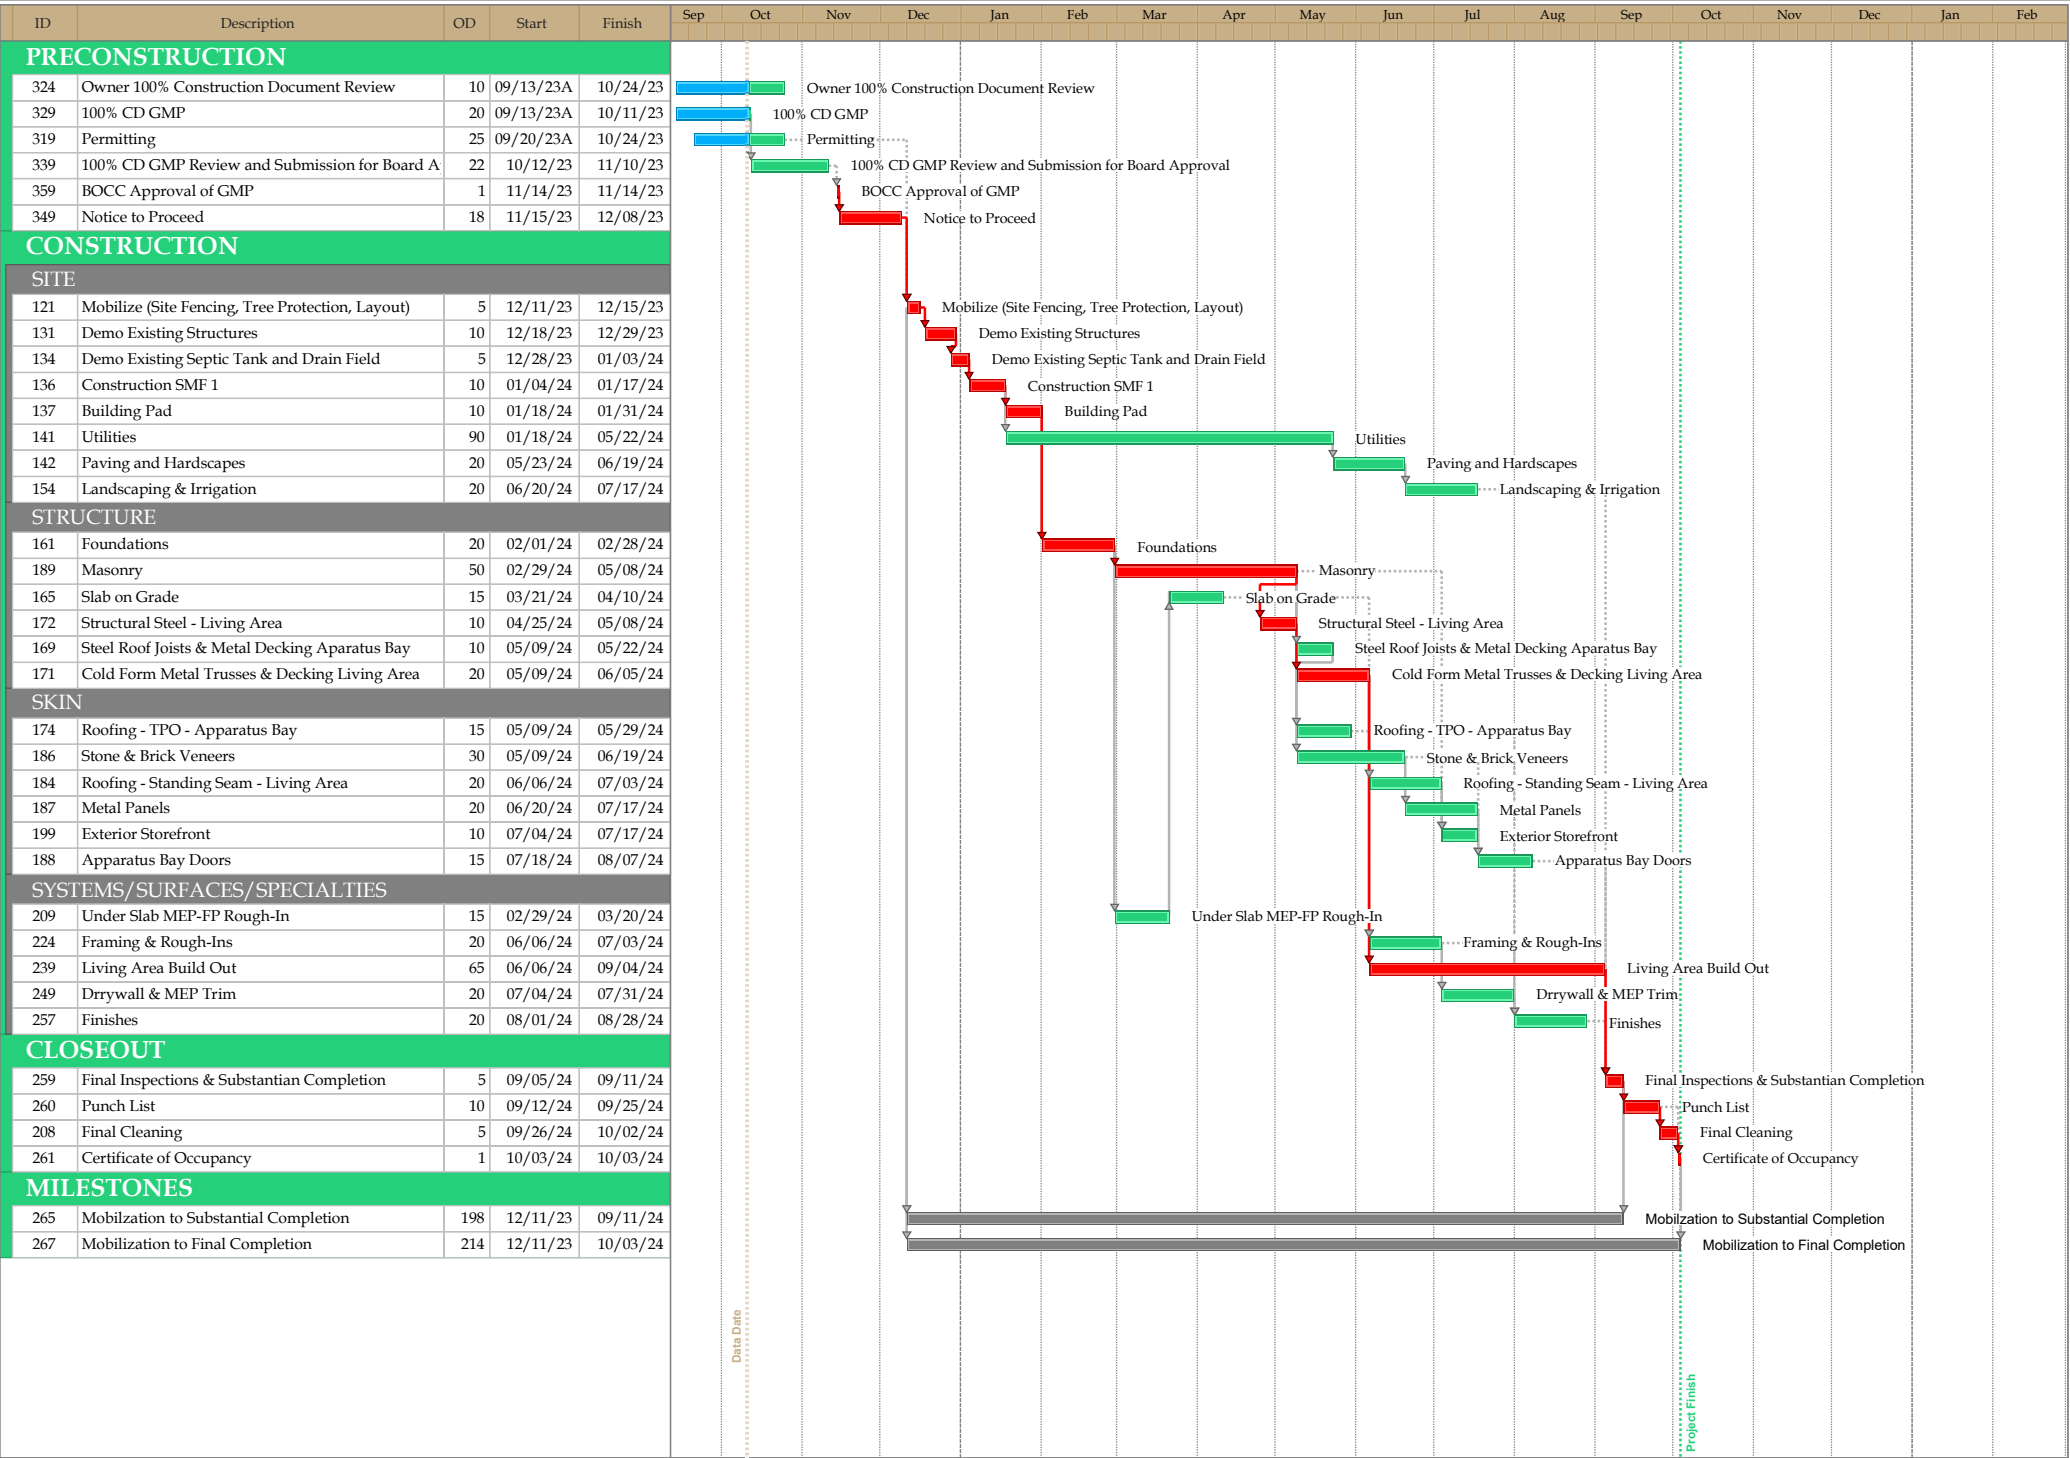 ID Description OD Start Finish Sep Oct Nov Dec Jan Feb Mar Apr May Jun Jul Aug Sep Oct Nov Dec Jan Feb
PRECONSTRUCTION
324 Owner 100% Construction Document Review 10 09/13/23A 10/24/23 Owner 100% Construction Document Review
329 100% CD GMP 20 09/13/23A 10/11/23 100% CD GMP
319 Permitting 25 09/20/23A 10/24/23 Permitting
339 100% CD GMP Review and Submission for Board A 22 10/12/23 11/10/23 100% CD GMP Review and Submission for Board Approval
359 BOCC Approval of GMP 1 11/14/23 11/14/23 BOCC Approval of GMP
349 Notice to Proceed 18 11/15/23 12/08/23 Notice to Proceed
CONSTRUCTION
SITE
121 Mobilize (Site Fencing, Tree Protection, Layout) 5 12/11/23 12/15/23 Mobilize (Site Fencing, Tree Protection, Layout)
131 Demo Existing Structures 10 12/18/23 12/29/23 Demo Existing Structures
134 Demo Existing Septic Tank and Drain Field 5 12/28/23 01/03/24 Demo Existing Septic Tank and Drain Field
136 Construction SMF 1 10 01/04/24 01/17/24 Construction SMF 1
137 Building Pad 10 01/18/24 01/31/24 Building Pad
141 Utilities 90 01/18/24 05/22/24 Utilities
142 Paving and Hardscapes 20 05/23/24 06/19/24 Paving and Hardscapes
154 Landscaping & Irrigation 20 06/20/24 07/17/24 Landscaping & Irrigation
STRUCTURE
161 Foundations 20 02/01/24 02/28/24 Foundations
189 Masonry 50 02/29/24 05/08/24 Masonry
165 Slab on Grade 15 03/21/24 04/10/24 Slab on Grade
172 Structural Steel - Living Area 10 04/25/24 05/08/24 Structural Steel - Living Area
169 Steel Roof Joists & Metal Decking Aparatus Bay 10 05/09/24 05/22/24 Steel Roof Joists & Metal Decking Aparatus Bay
171 Cold Form Metal Trusses & Decking Living Area 20 05/09/24 06/05/24 Cold Form Metal Trusses & Decking Living Area
SKIN
174 Roofing - TPO - Apparatus Bay 15 05/09/24 05/29/24 Roofing - TPO - Apparatus Bay
186 Stone & Brick Veneers 30 05/09/24 06/19/24 Stone & Brick Veneers
184 Roofing - Standing Seam - Living Area 20 06/06/24 07/03/24 Roofing - Standing Seam - Living Area
187 Metal Panels 20 06/20/24 07/17/24 Metal Panels
199 Exterior Storefront 10 07/04/24 07/17/24 Exterior Storefront
188 Apparatus Bay Doors 15 07/18/24 08/07/24 Apparatus Bay Doors
SYSTEMS/SURFACES/SPECIALTIES
209 Under Slab MEP-FP Rough-In 15 02/29/24 03/20/24 Under Slab MEP-FP Rough-In
224 Framing & Rough-Ins 20 06/06/24 07/03/24 Framing & Rough-Ins
239 Living Area Build Out 65 06/06/24 09/04/24 Living Area Build Out
249 Drrywall & MEP Trim 20 07/04/24 07/31/24 Drrywall & MEP Trim
257 Finishes 20 08/01/24 08/28/24 Finishes
CLOSEOUT
259 Final Inspections & Substantian Completion 5 09/05/24 09/11/24 Final Inspections & Substantian Completion
260 Punch List 10 09/12/24 09/25/24 Punch List
208 Final Cleaning 5 09/26/24 10/02/24 Final Cleaning
261 Certificate of Occupancy 1 10/03/24 10/03/24 Certificate of Occupancy
MILESTONES
265 Mobilzation to Substantial Completion 198 12/11/23 09/11/24 Mobilzation to Substantial Completion
267 Mobilization to Final Completion 214 12/11/23 10/03/24 Mobilization to Final Completion
Data Date
Project Finish